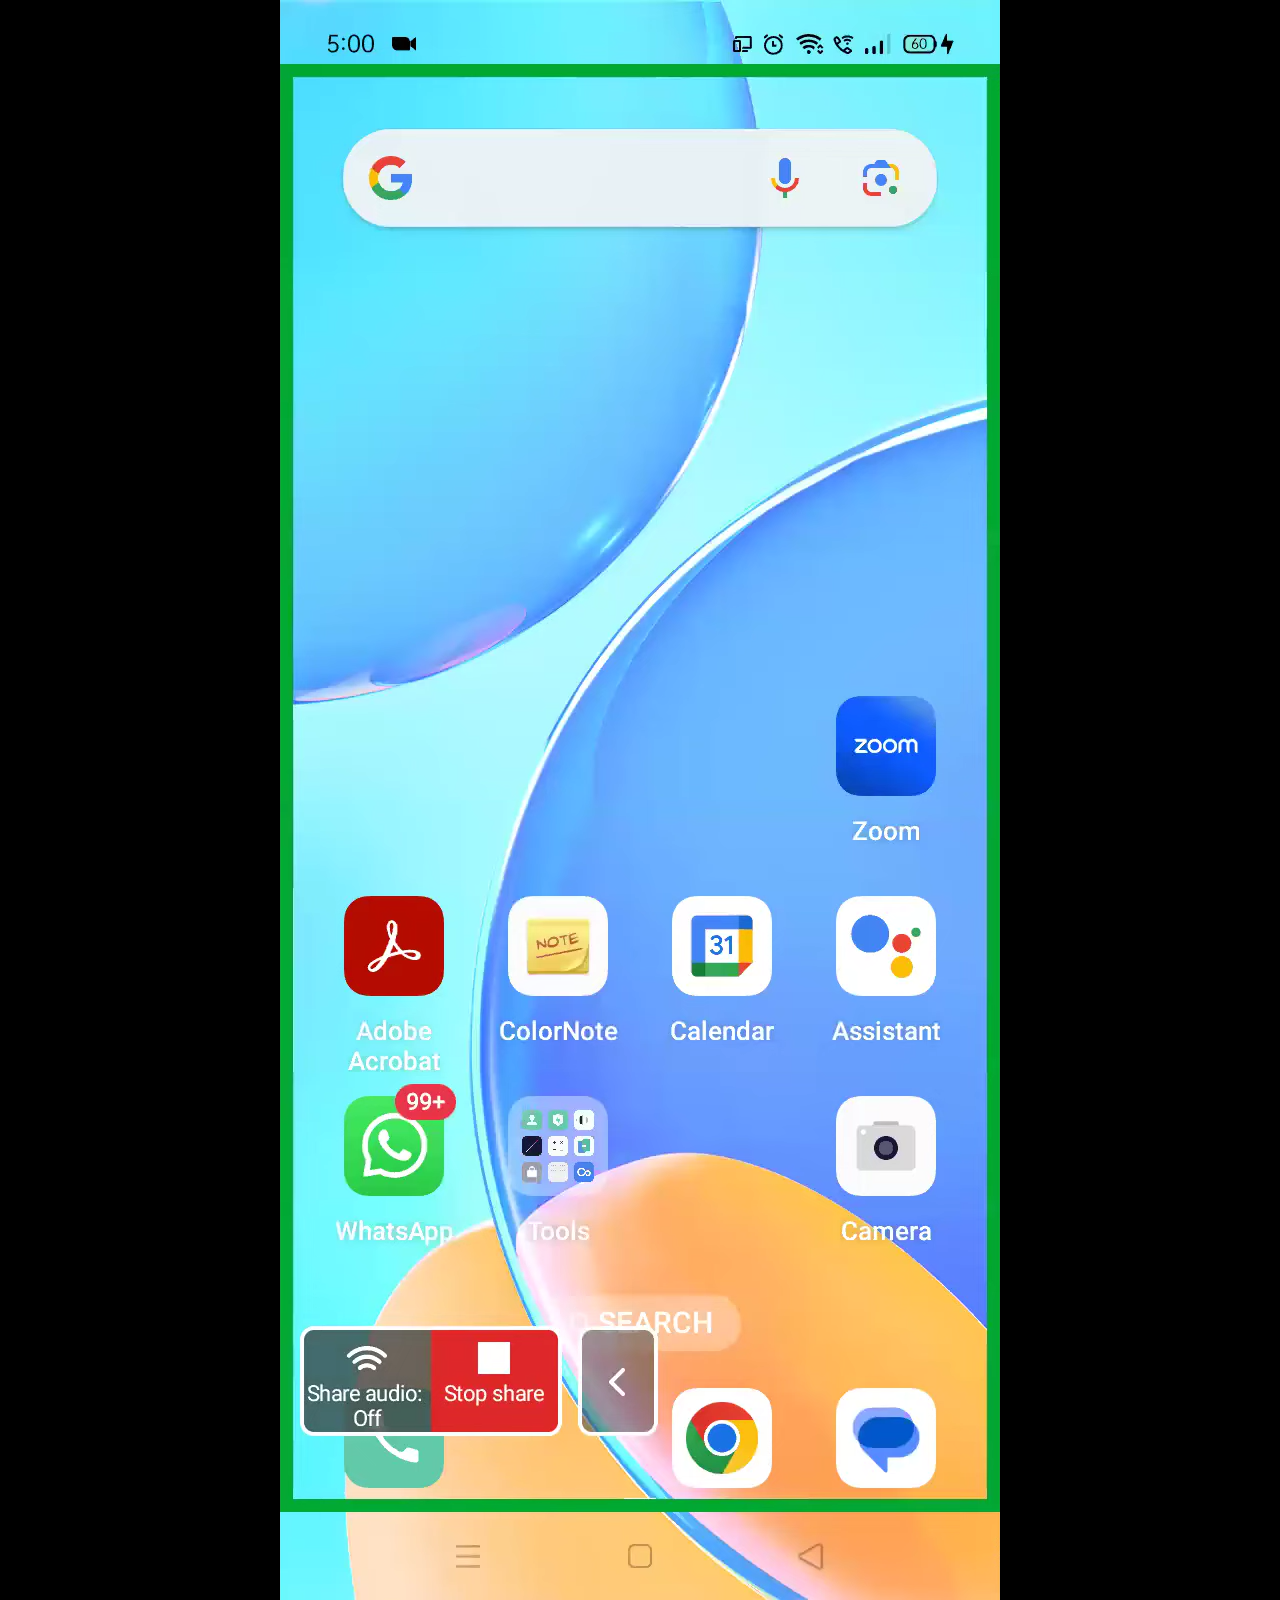 5:00
60
zoom
Zoom
NOTE
31
Adobe
Acrobat
ColorNote
Calendar
Assistant
99+
WhatsApp
Tools
Camera
SEARCH
Share audio:
Off
Stop share